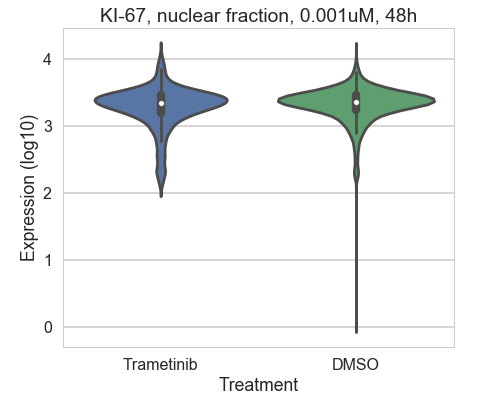 KI-67, nuclear fraction, 0.001uM, 48h
Expression (log10)
4
3
2
1
0
Trametinib DMSO
Treatment